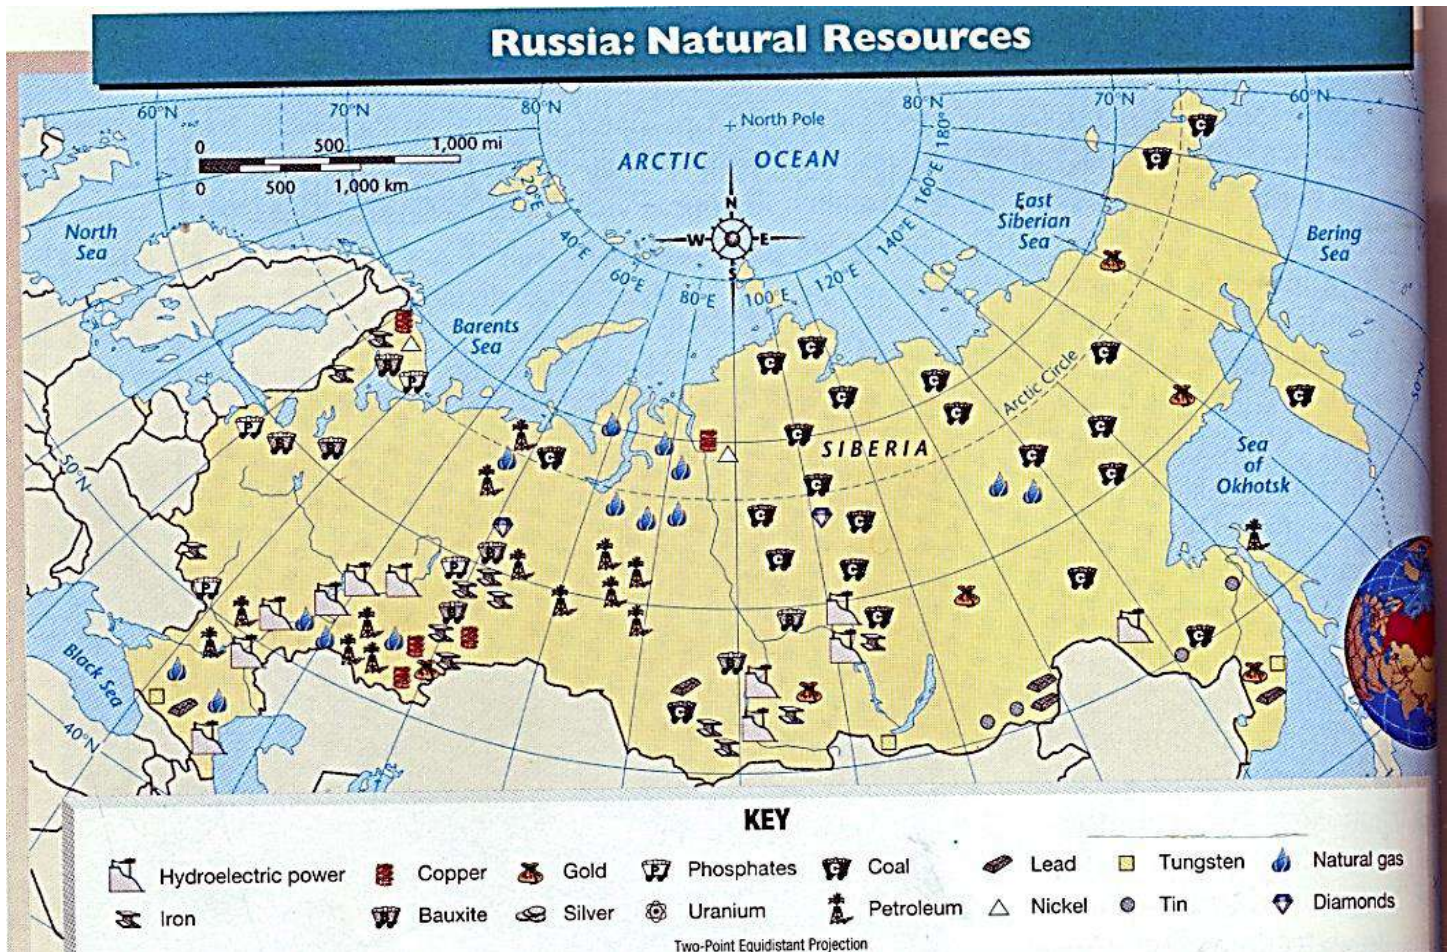 Russia: Natural Resources
60°N
70°N
80°N
80°N
70°N
60°N
180°
North Pole
0 500 1,000 mi
0 500 1,000 km
ARCTIC OCEAN
20°E
160°E
North
Sea
N
W
E
S
East
Siberian
Sea
Bering
Sea
40°E
60°E
80°E
100°E
120°E
140°E
Barents
Sea
Arctic Circle
50°N
50°N
SIBERIA
Sea
of
Okhotsk
Black Sea
40°N
KEY
Hydroelectric power
Copper
Gold
Phosphates
Coal
Lead
Tungsten
Natural gas
Iron
Bauxite
Silver
Uranium
Petroleum
Nickel
Tin
Diamonds
Two-Point Equidistant Projection